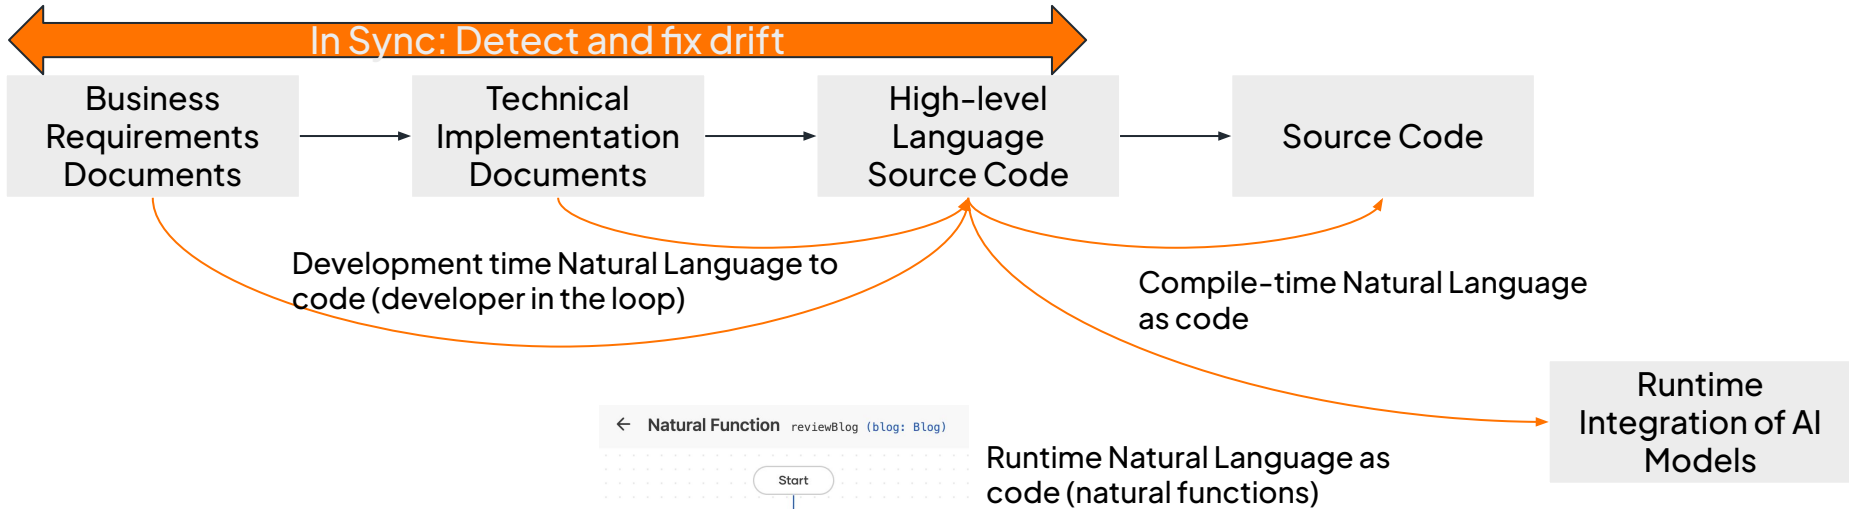 In Sync: Detect and fix drift
Business
Requirements
Documents
Technical
Implementation
Documents
High-level
Language
Source Code
Source Code
Development time Natural Language to
code (developer in the loop)
Compile-time Natural Language
as code
Runtime
Integration of AI
Models
← Natural Function reviewBlog (blog: Blog)
Start
Runtime Natural Language as
code (natural functions)